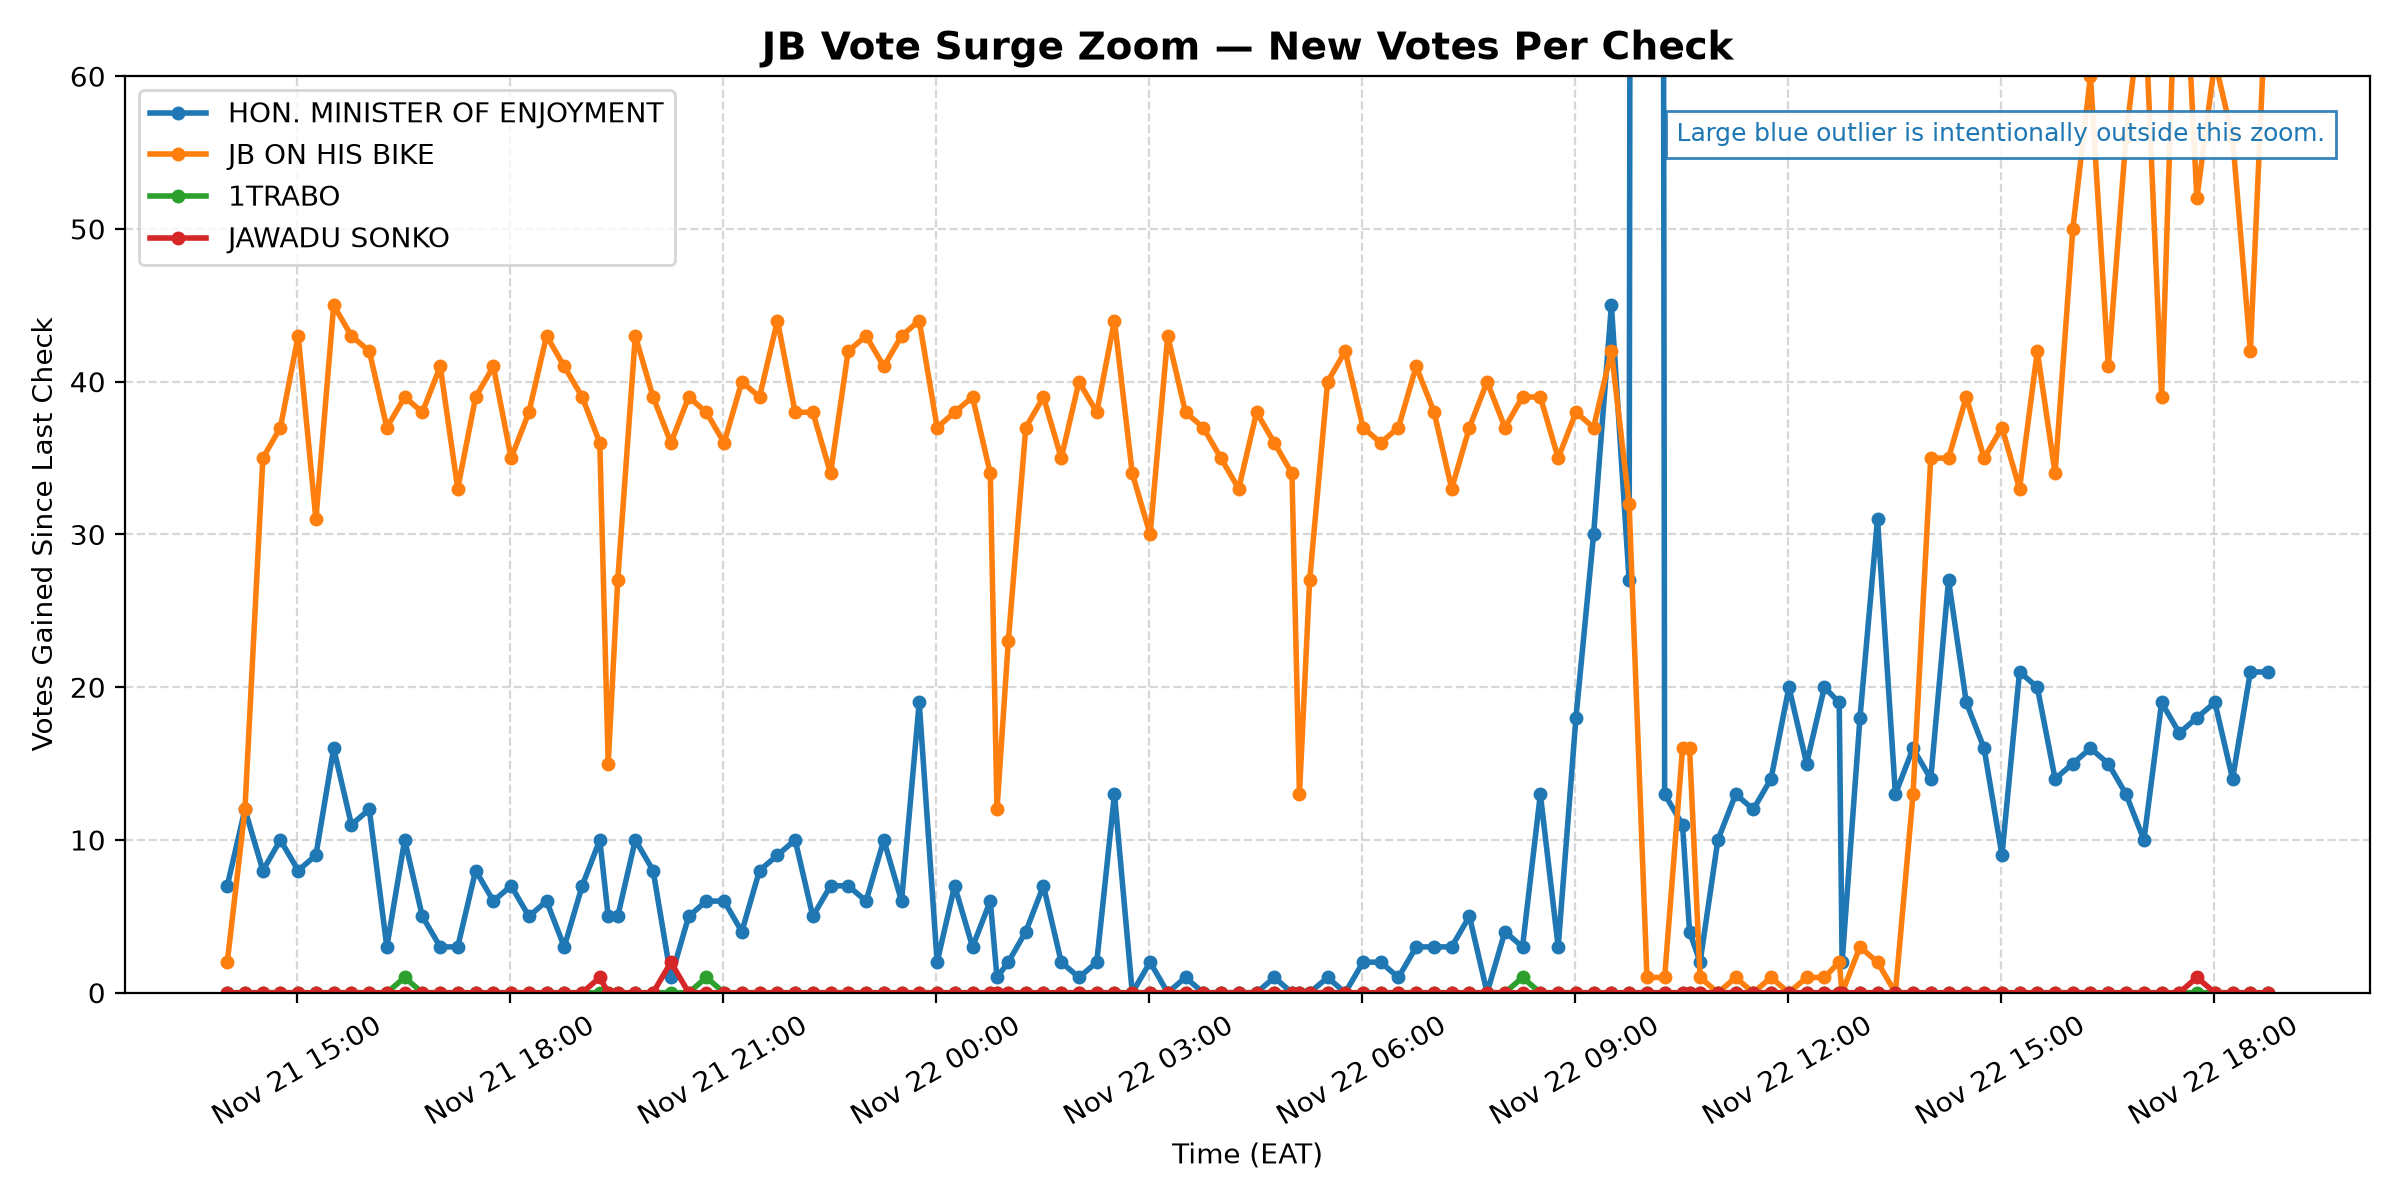 JB Vote Surge Zoom — New Votes Per Check
60
50
40
30
20
10
0
Votes Gained Since Last Check
HON. MINISTER OF ENJOYMENT
JB ON HIS BIKE
1TRABO
JAWADU SONKO
Large blue outlier is intentionally outside this zoom.
Nov 21 15:00
Nov 21 18:00
Nov 21 21:00
Nov 22 00:00
Nov 22 03:00
Nov 22 06:00
Nov 22 09:00
Nov 22 12:00
Nov 22 15:00
Nov 22 18:00
Time (EAT)